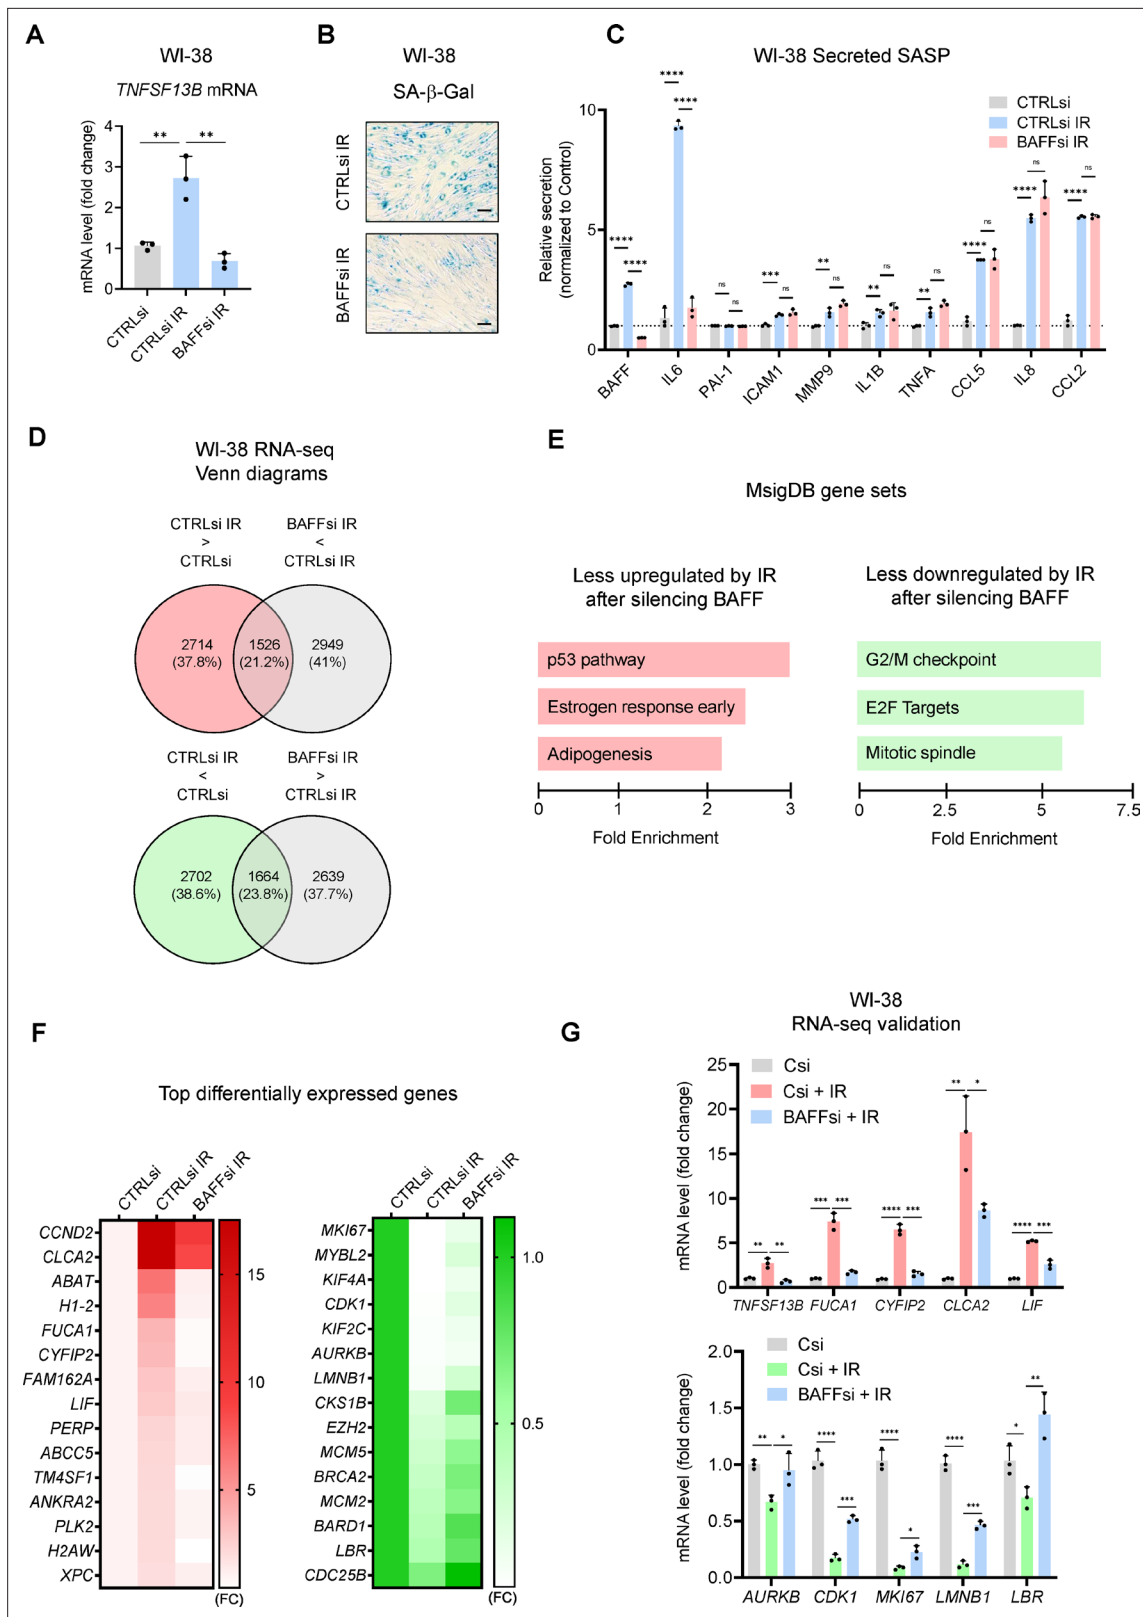 A
WI-38
TNFSF13B mRNA
mRNA level (fold change)
4
3
2
1
0
** **
CTRLsi
CTRLsi IR
BAFFsi IR
B
WI-38
SA-β-Gal
CTRLsi IR
BAFFsi IR
C
WI-38 Secreted SASP
CTRLsi
CTRLsi IR
BAFFsi IR
Relative secretion
(normalized to Control)
10
5
0
**** ****
**** ****
ns ns
*** ns
** ns
** ns
** ns
**** ns
**** ns
**** ns
BAFF
IL6
PAI-1
ICAM1
MMP9
IL1B
TNFA
CCL5
IL8
CCL2
D
WI-38 RNA-seq
Venn diagrams
CTRLsi IR
>
CTRLsi
BAFFsi IR
<
CTRLsi IR
2714
(37.8%)
1526
(21.2%)
2949
(41%)
CTRLsi IR
<
CTRLsi
BAFFsi IR
>
CTRLsi IR
2702
(38.6%)
1664
(23.8%)
2639
(37.7%)
E
MsigDB gene sets
Less upregulated by IR
after silencing BAFF
p53 pathway
Estrogen response early
Adipogenesis
0 1 2 3
Fold Enrichment
Less downregulated by IR
after silencing BAFF
G2/M checkpoint
E2F Targets
Mitotic spindle
0 2.5 5 7.5
Fold Enrichment
F
Top differentially expressed genes
CTRLsi
CTRLsi IR
BAFFsi IR
CCND2
CLCA2
ABAT
H1-2
FUCA1
CYFIP2
FAM162A
LIF
PERP
ABCC5
TM4SF1
ANKRA2
PLK2
H2AW
XPC
15
10
5
(FC)
CTRLsi
CTRLsi IR
BAFFsi IR
MKI67
MYBL2
KIF4A
CDK1
KIF2C
AURKB
LMNB1
CKS1B
EZH2
MCM5
BRCA2
MCM2
BARD1
LBR
CDC25B
1.0
0.5
(FC)
G
WI-38
RNA-seq validation
Csi
Csi + IR
BAFFsi + IR
mRNA level (fold change)
25
20
15
10
5
0
** **
*** ***
**** ***
** *
**** ***
TNFSF13B FUCA1 CYFIP2 CLCA2 LIF
Csi
Csi + IR
BAFFsi + IR
mRNA level (fold change)
2.0
1.5
1.0
0.5
0.0
** *
**** ***
**** *
**** ***
* **
AURKB CDK1 MKI67 LMNB1 LBR